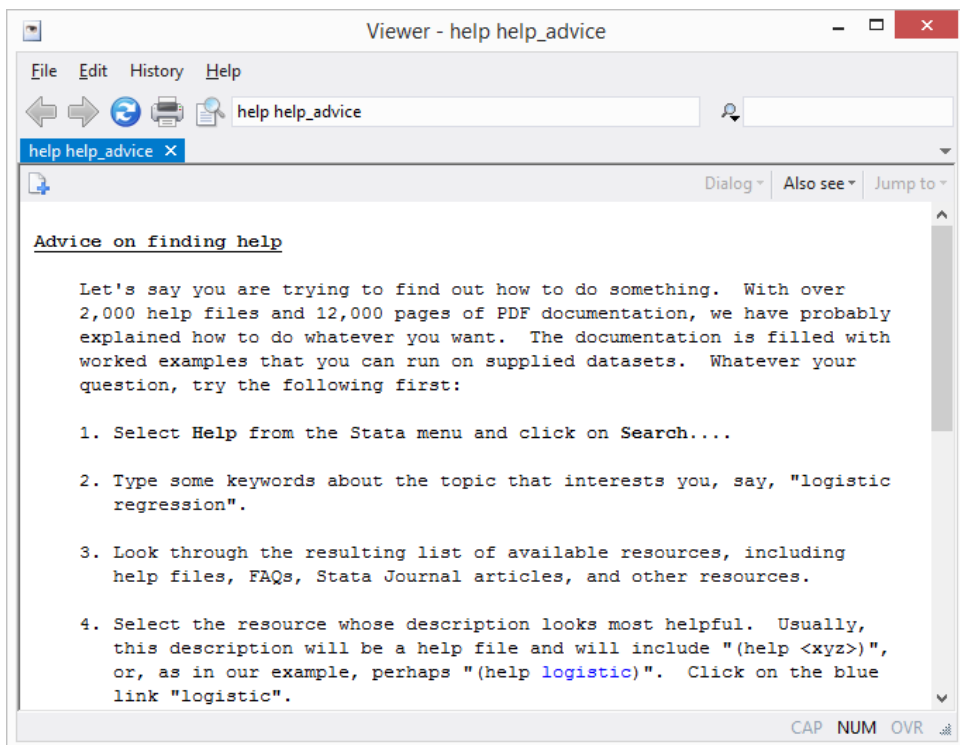 Viewer - help help_advice
File Edit History Help
help help_advice
help help_advice
Dialog Also see Jump to
Advice on finding help
Let's say you are trying to find out how to do something.  With over
2,000 help files and 12,000 pages of PDF documentation, we have probably
explained how to do whatever you want.  The documentation is filled with
worked examples that you can run on supplied datasets.  Whatever your
question, try the following first:
1. Select Help from the Stata menu and click on Search....
2. Type some keywords about the topic that interests you, say, "logistic
regression".
3. Look through the resulting list of available resources, including
help files, FAQs, Stata Journal articles, and other resources.
4. Select the resource whose description looks most helpful.  Usually,
this description will be a help file and will include "(help <xyz>)",
or, as in our example, perhaps "(help logistic)".  Click on the blue
link "logistic".
CAP NUM OVR